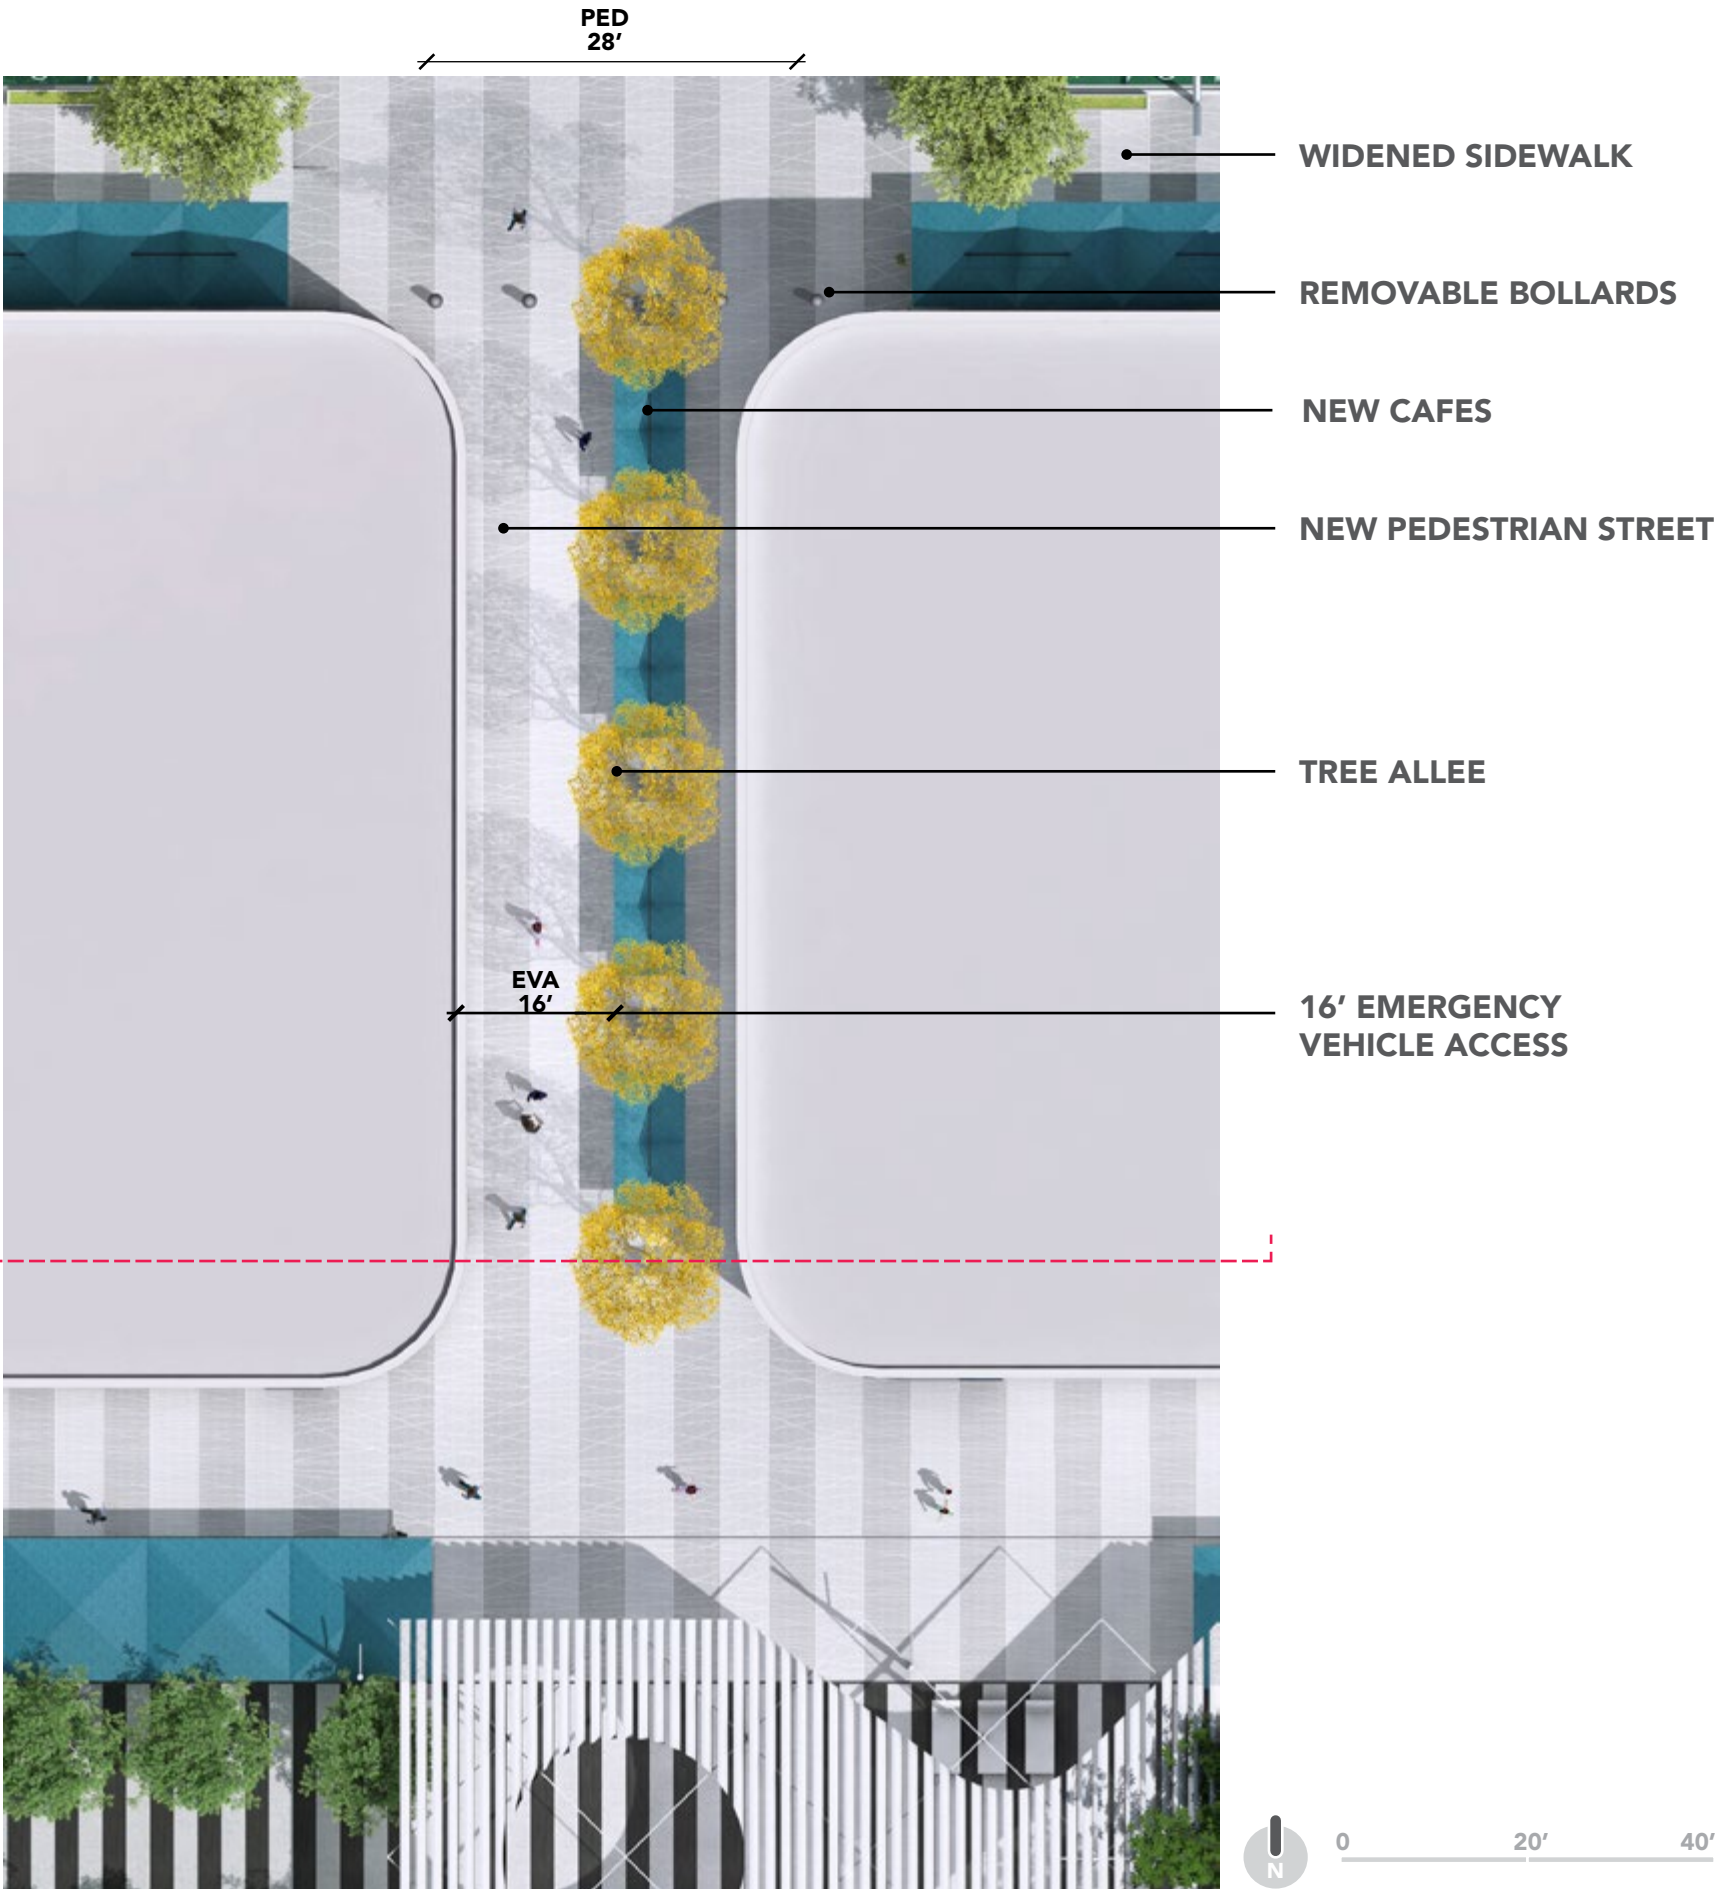 PED
28′
WIDENED SIDEWALK
REMOVABLE BOLLARDS
NEW CAFES
NEW PEDESTRIAN STREET
TREE ALLEE
EVA
16′
16′ EMERGENCY
VEHICLE ACCESS
N
0 20′ 40′